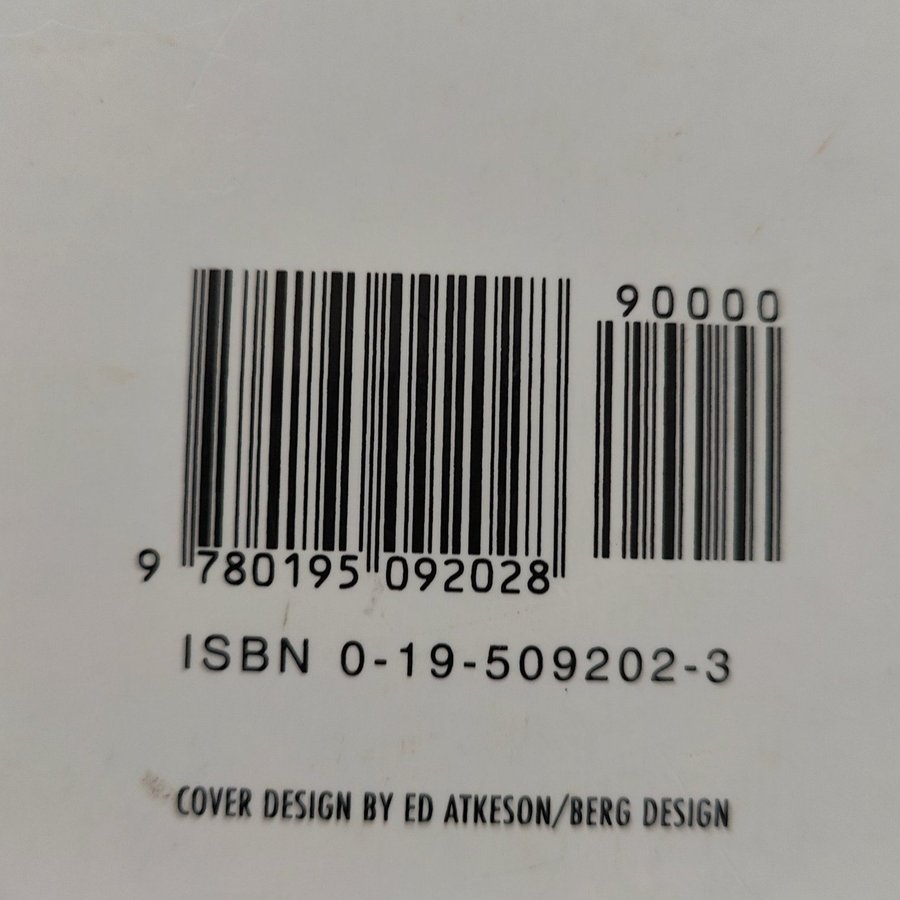 90000
9 780195 092028
ISBN 0-19-509202-3
COVER DESIGN BY ED ATKESON/BERG DESIGN